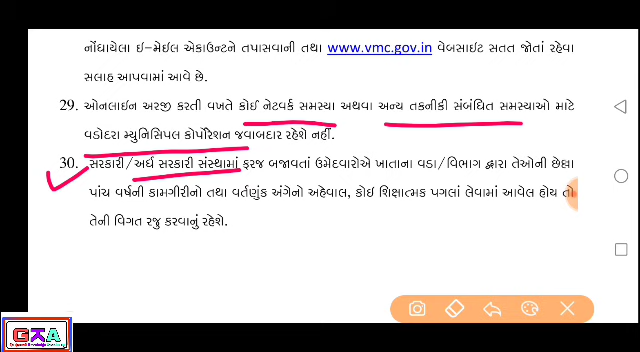 નોંધાયેલા ઈ-મેઈલ એકાઉન્ટને તપાસવાની તથા www.vmc.gov.in વેબસાઈટ સતત જોતાં રહેવા
સલાહ આપવામાં આવે છે.
29. ઓનલાઈન અરજી કરતી વખતે કોઈ નેટવર્ક સમસ્યા અથવા અન્ય તકનીકી સંબંધિત સમસ્યાઓ માટે
વડોદરા મ્યુનિસિપલ કોર્પોરેશન જવાબદાર રહેશે નહીં.
30. સરકારી/અર્ધ સરકારી સંસ્થામાં ફરજ બજાવતાં ઉમેદવારોએ ખાતાના વડા/વિભાગ દ્વારા તેઓની છેલ્લા
પાંચ વર્ષની કામગીરીનો તથા વર્તણુંક અંગેનો અહેવાલ, કોઈ શિક્ષાત્મક પગલાં લેવામાં આવેલ હોય તો
તેની વિગત રજુ કરવાનું રહેશે.
GKA